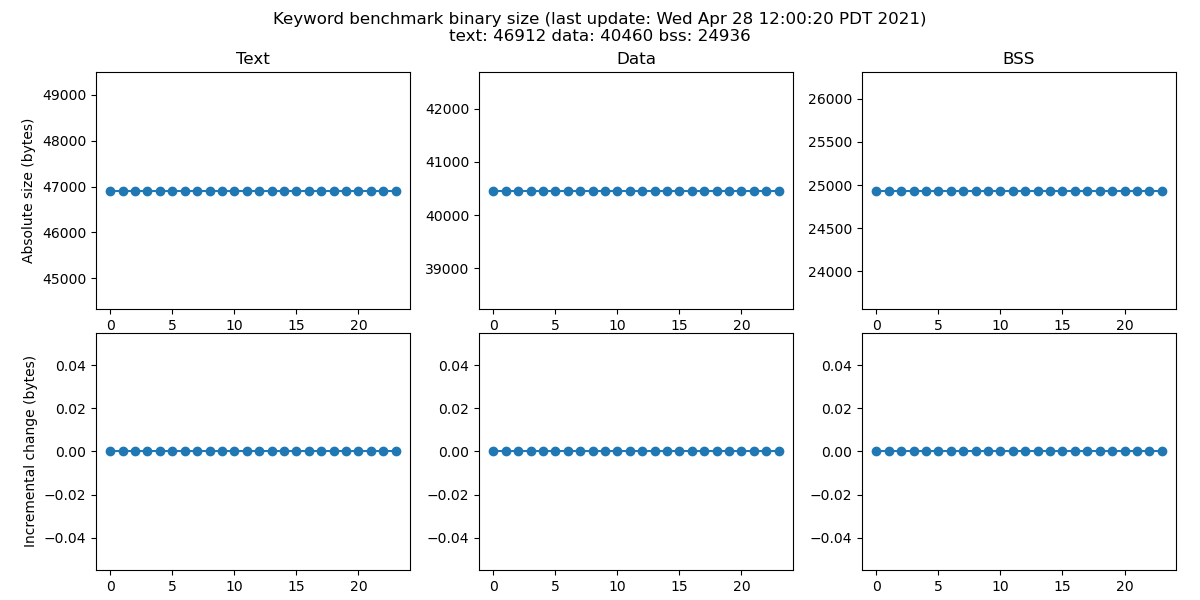 Keyword benchmark binary size (last update: Wed Apr 28 12:00:20 PDT 2021)
text: 46912 data: 40460 bss: 24936
Text
Data
BSS
Absolute size (bytes)
49000
48000
47000
46000
45000
0 5 10 15 20
42000
41000
40000
39000
0 5 10 15 20
26000
25500
25000
24500
24000
0 5 10 15 20
Incremental change (bytes)
0.04
0.02
0.00
−0.02
−0.04
0 5 10 15 20
0.04
0.02
0.00
−0.02
−0.04
0 5 10 15 20
0.04
0.02
0.00
−0.02
−0.04
0 5 10 15 20